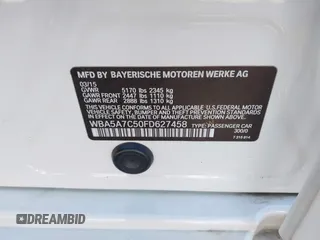 MFD BY BAYERISCHE MOTOREN WERKE AG
03/15
GVWR 5170 lbs 2345 kg
GAWR FRONT 2447 lbs 1110 kg
GAWR REAR 2888 lbs 1310 kg
THIS VEHICLE CONFORMS TO ALL APPLICABLE FEDERAL MOTOR VEHICLE SAFETY, BUMPER AND THEFT PREVENTION STANDARDS IN EFFECT ON THE DATE OF MANUFACTURE SHOWN ABOVE.
WBA5A7C50FD627458 TYPE: PASSENGER CAR
300/0
DREAMBID